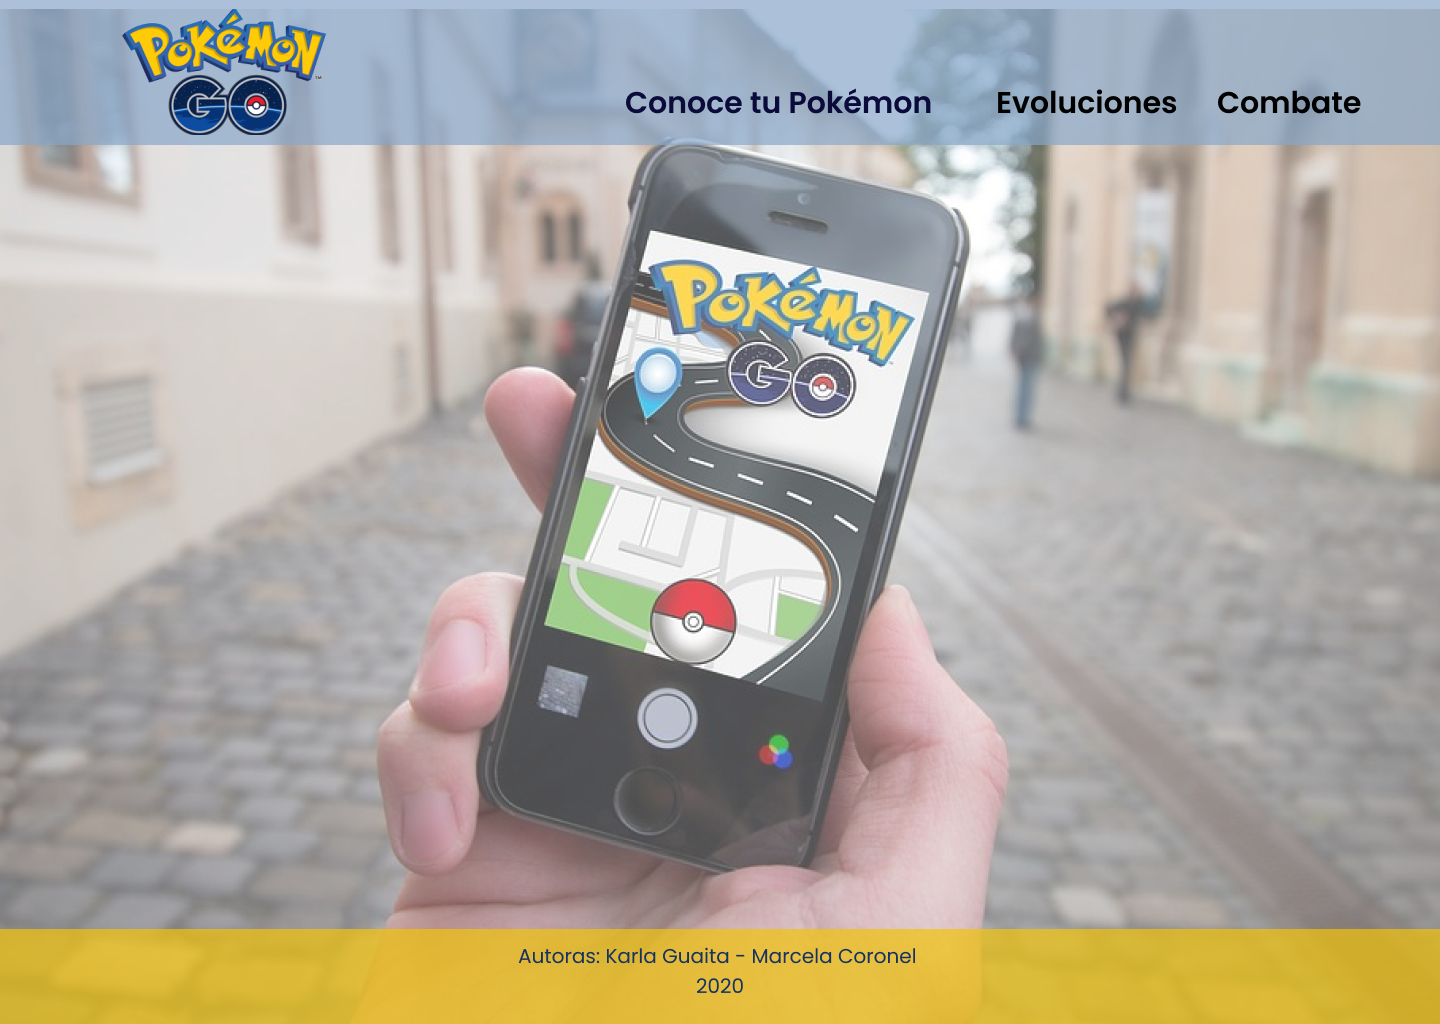 POKéMON
GO
Conoce tu Pokémon
Evoluciones
Combate
POKéMON
GO
Autoras: Karla Guaita - Marcela Coronel
2020